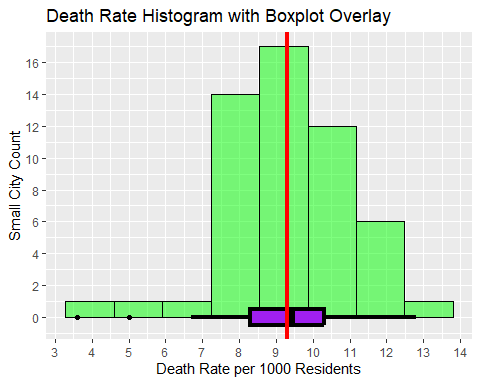 Death Rate Histogram with Boxplot Overlay
16
14
12
10
8
6
4
2
0
Small City Count
3 4 5 6 7 8 9 10 11 12 13 14
Death Rate per 1000 Residents